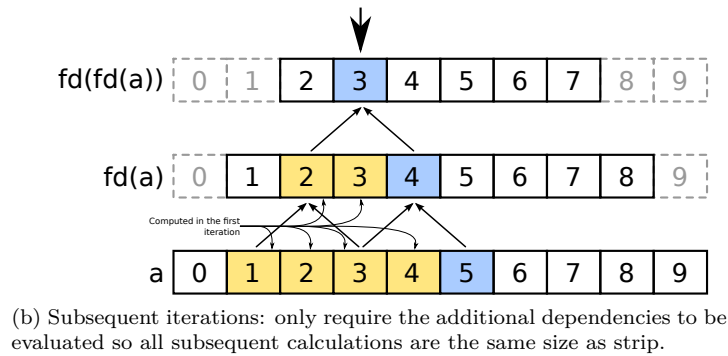 fd(fd(a)) 0 1 2 3 4 5 6 7 8 9
fd(a) 0 1 2 3 4 5 6 7 8 9
Computed in the first
iteration
a 0 1 2 3 4 5 6 7 8 9
(b) Subsequent iterations: only require the additional dependencies to be
evaluated so all subsequent calculations are the same size as strip.